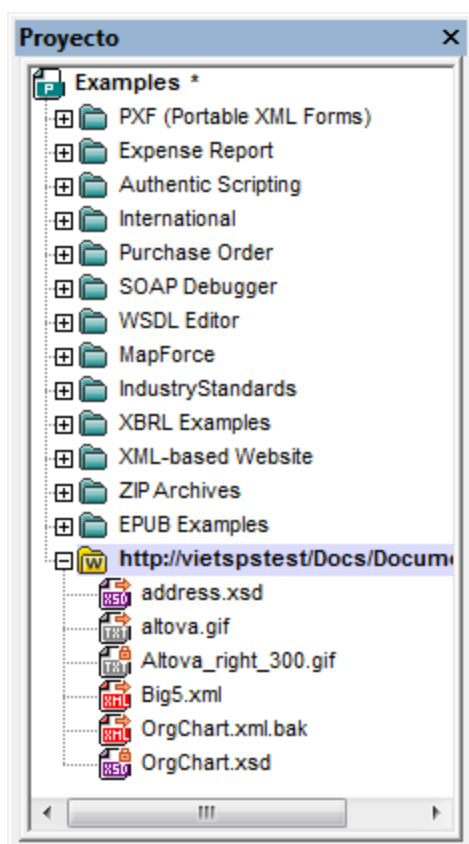 Proyecto
Examples *
PXF (Portable XML Forms)
Expense Report
Authentic Scripting
International
Purchase Order
SOAP Debugger
WSDL Editor
MapForce
IndustryStandards
XBRL Examples
XML-based Website
ZIP Archives
EPUB Examples
http://vietspstest/Docs/Docume
address.xsd
altova.gif
Altova_right_300.gif
Big5.xml
OrgChart.xml.bak
OrgChart.xsd